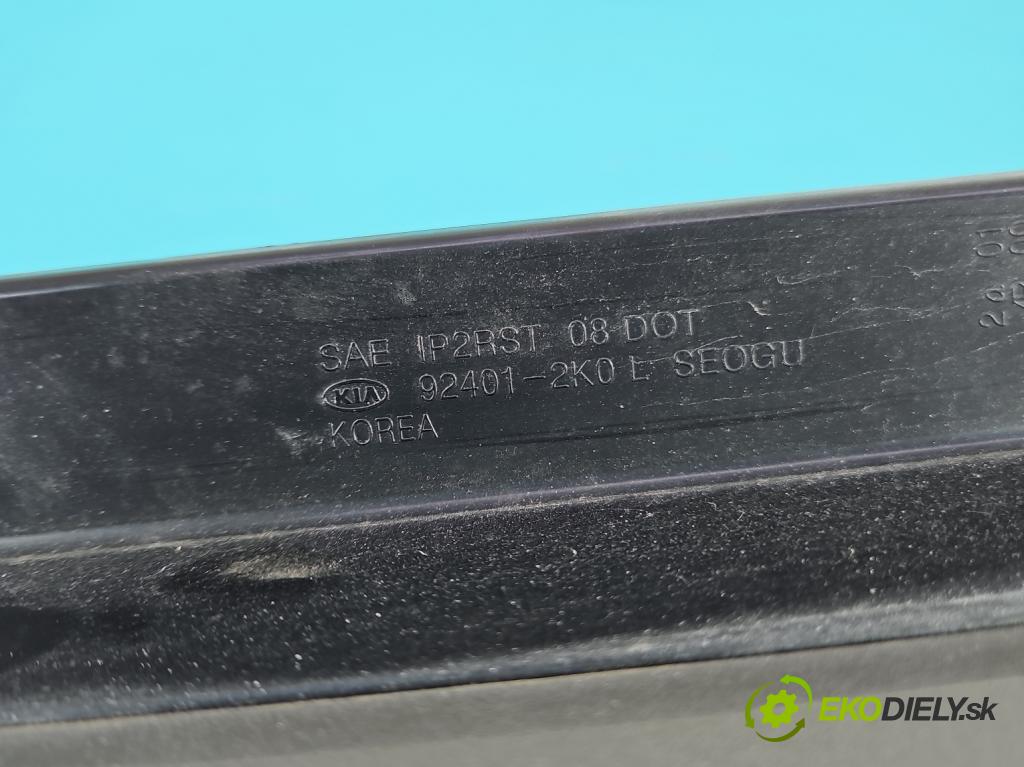 SAE IP2RST 08 DOT
KIA 92401-2K0 L SEOGU
KOREA
EKODIELY.sk